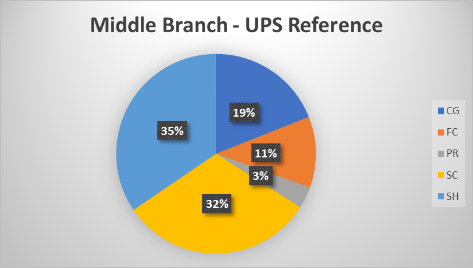 Middle Branch - UPS Reference
19%
11%
3%
32%
35%
CG
FC
PR
SC
SH